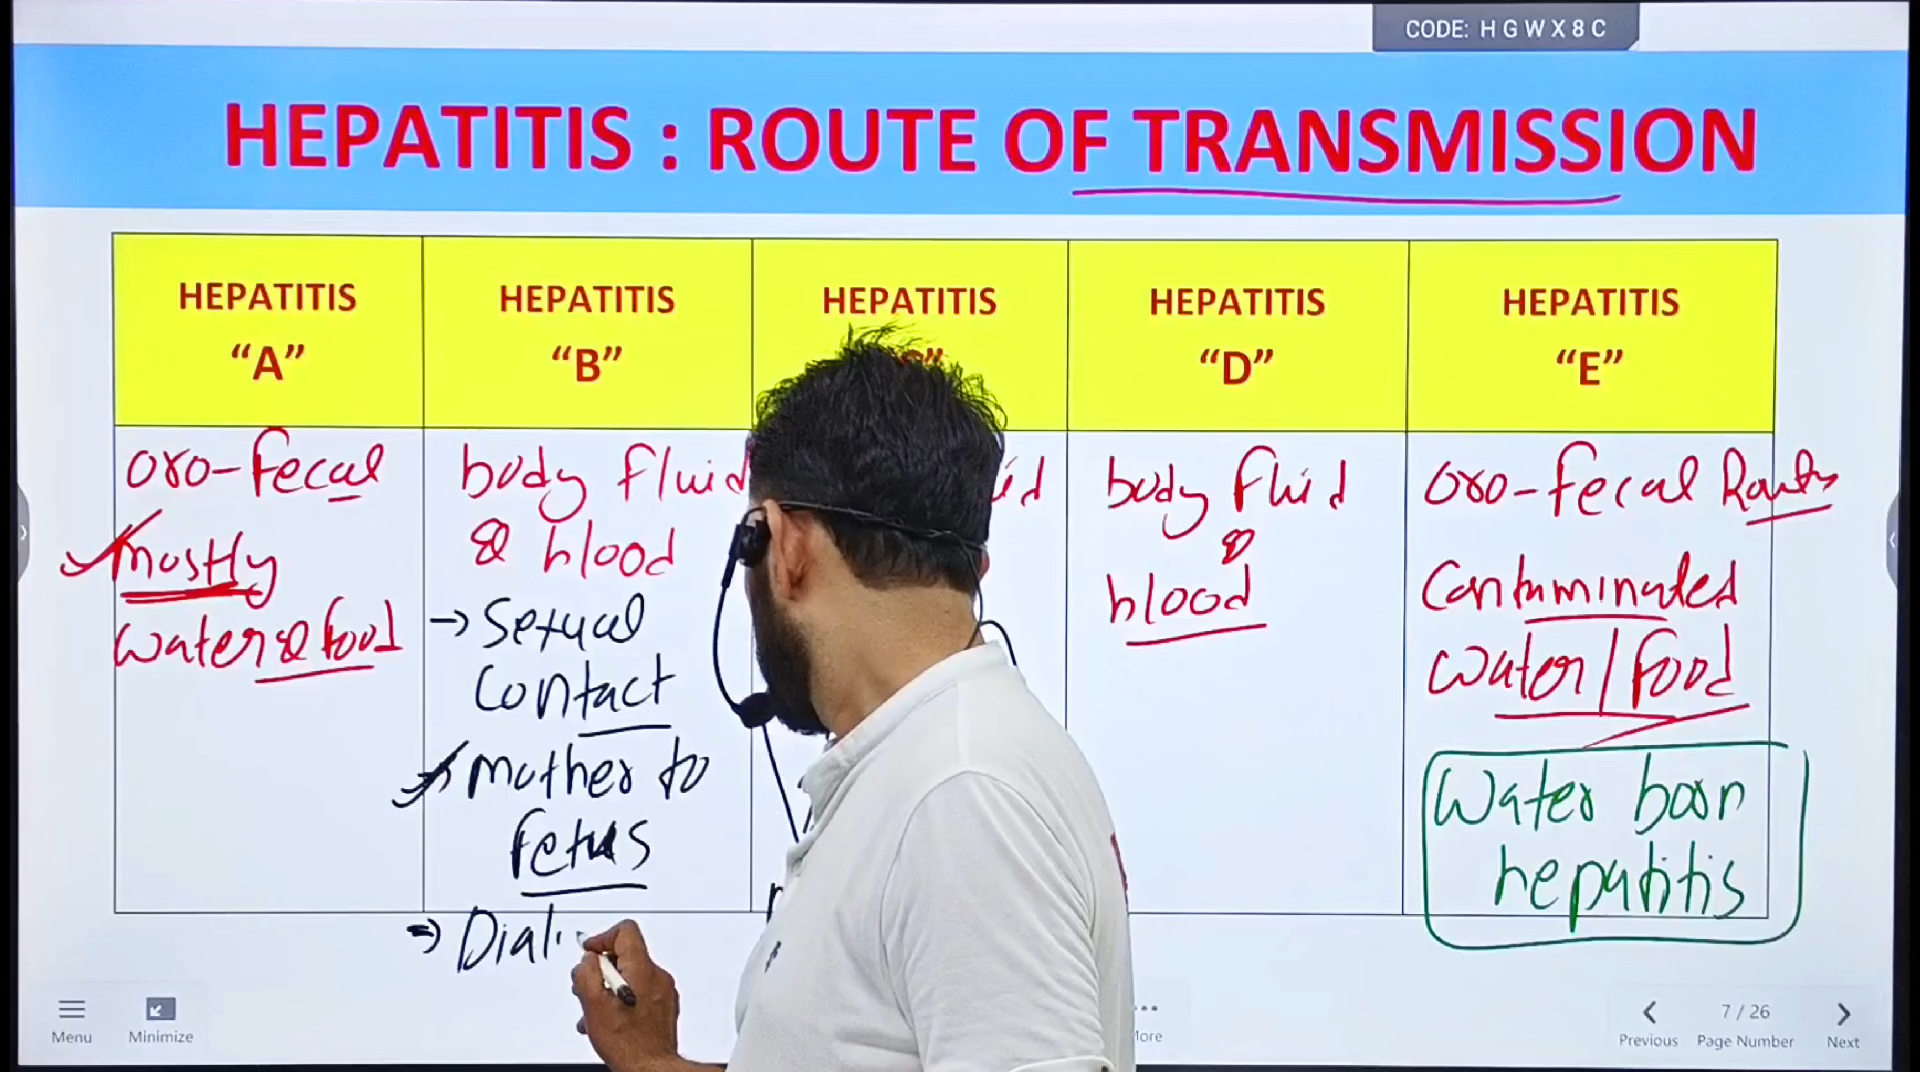 CODE: H G W X 8 C
HEPATITIS : ROUTE OF TRANSMISSION
HEPATITIS
"A"
HEPATITIS
"B"
HEPATITIS
HEPATITIS
"D"
HEPATITIS
"E"
oro-fecal
mostly
water & food
body fluid
& blood
→ Sexual
Contact
→ Mother to
fetus
→ Diali
body fluid
&
blood
oro-fecal Route
Contaminated
water/food
Water born
hepatitis
Menu
Minimize
Previous
7 / 26
Page Number
Next